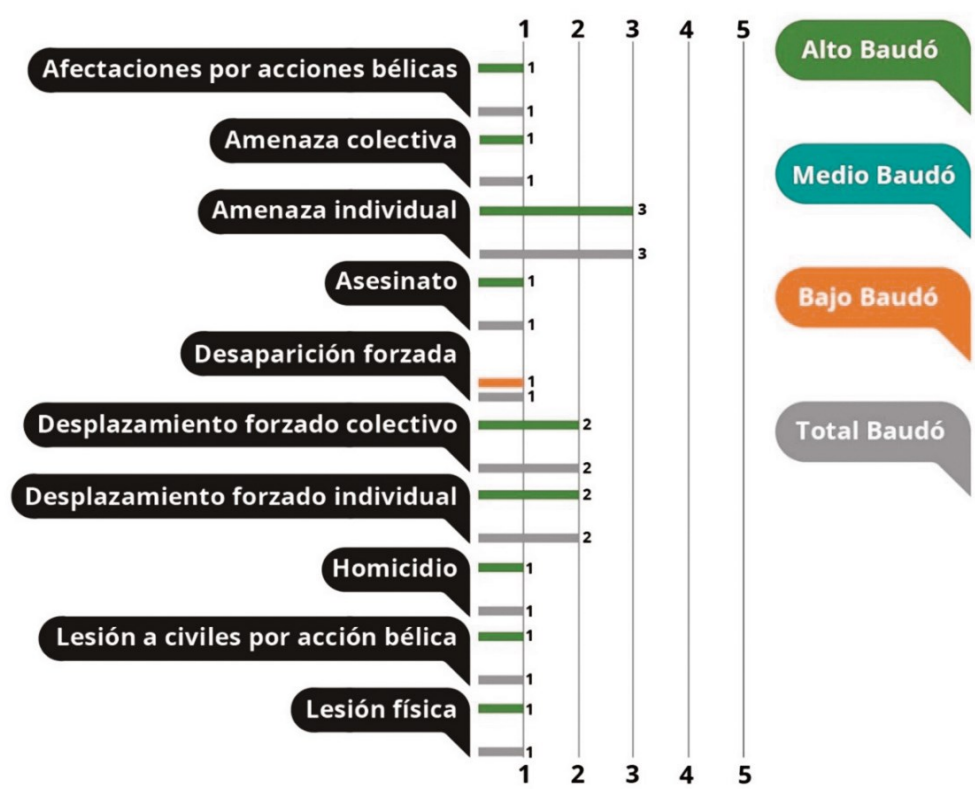 1 2 3 4 5
Afectaciones por acciones bélicas
1
1
Amenaza colectiva
1
1
Amenaza individual
3
3
Asesinato
1
1
Desaparición forzada
1
1
Desplazamiento forzado colectivo
2
2
Desplazamiento forzado individual
2
2
Homicidio
1
1
Lesión a civiles por acción bélica
1
1
Lesión física
1
1
1 2 3 4 5
Alto Baudó
Medio Baudó
Bajo Baudó
Total Baudó